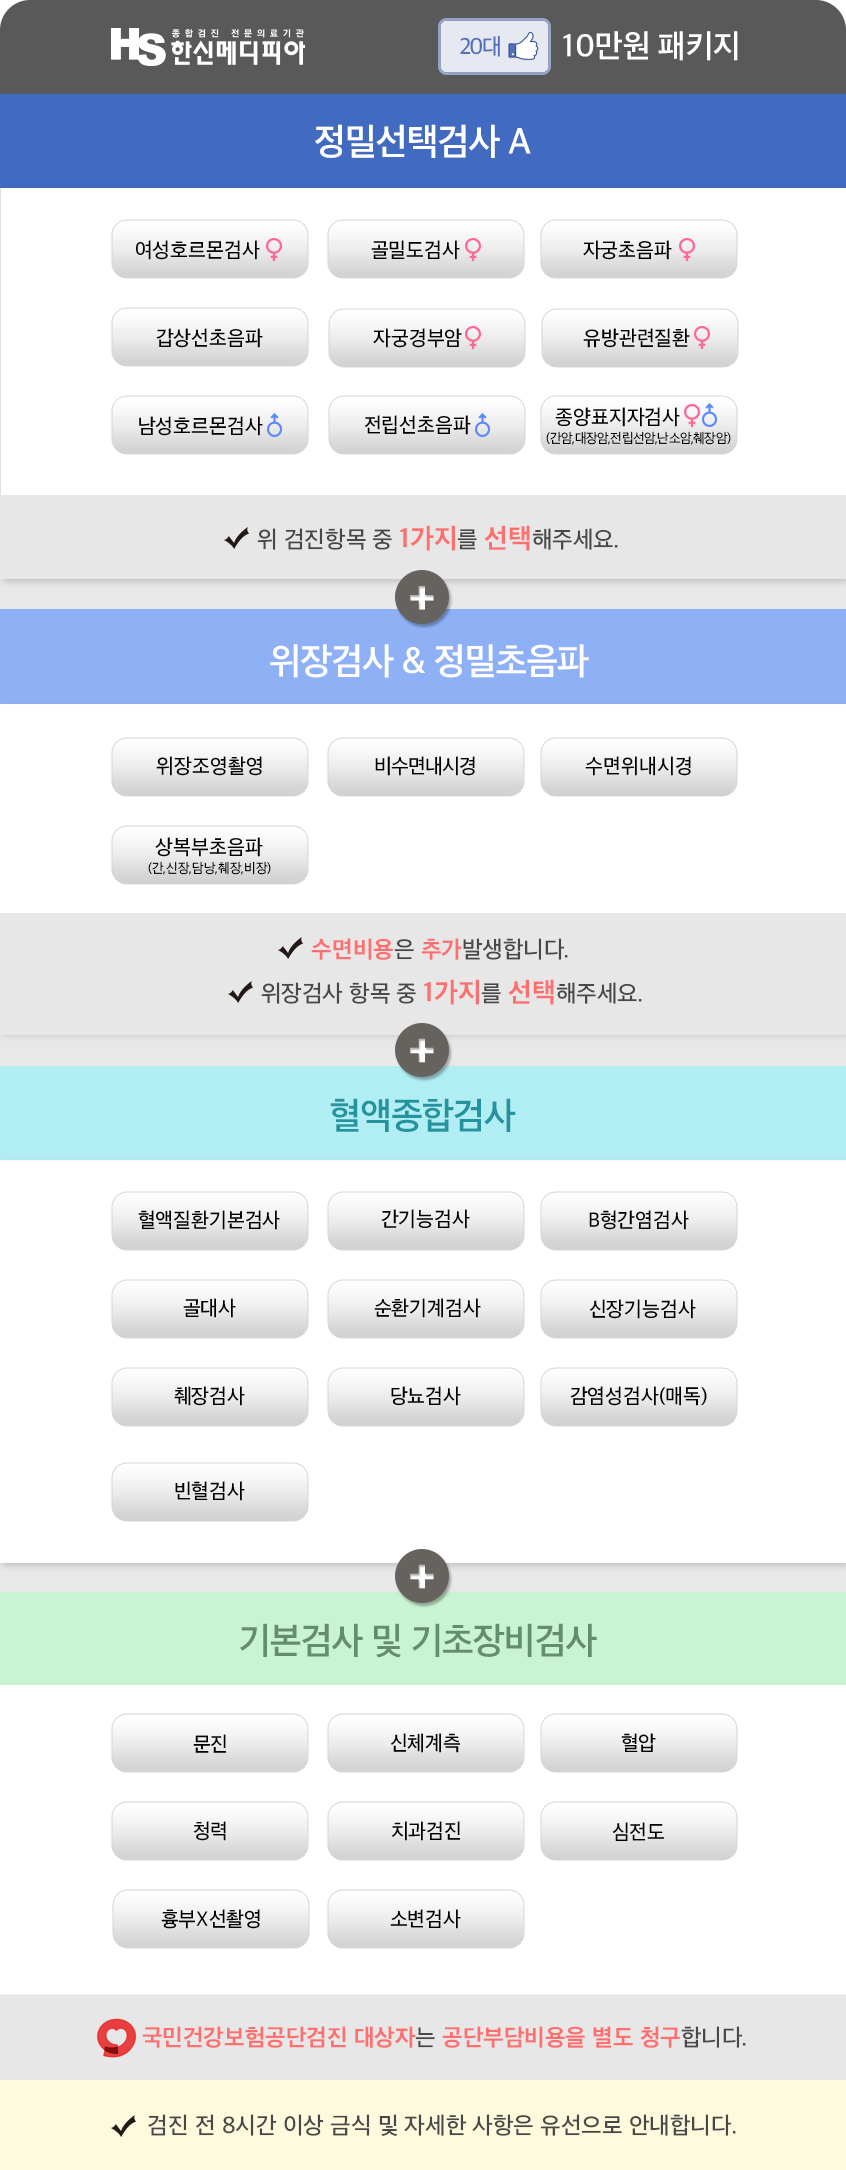 종합검진 전문의료기관
HS 한신메디피아
20대 10만원 패키지
정밀선택검사 A
여성호르몬검사 골밀도검사 자궁초음파
갑상선초음파 자궁경부암 유방관련질환
남성호르몬검사 전립선초음파 종양표지자검사
(간암,대장암,전립선암,난소암,췌장암)
위 검진항목 중 1가지를 선택해주세요.
위장검사 & 정밀초음파
위장조영촬영 비수면내시경 수면위내시경
상복부초음파
(간,신장,담낭,췌장,비장)
수면비용은 추가발생합니다.
위장검사 항목 중 1가지를 선택해주세요.
혈액종합검사
혈액질환기본검사 간기능검사 B형간염검사
골대사 순환기계검사 신장기능검사
췌장검사 당뇨검사 감염성검사(매독)
빈혈검사
기본검사 및 기초장비검사
문진 신체계측 혈압
청력 치과검진 심전도
흉부X선촬영 소변검사
국민건강보험공단검진 대상자는 공단부담비용을 별도 청구합니다.
검진 전 8시간 이상 금식 및 자세한 사항은 유선으로 안내합니다.